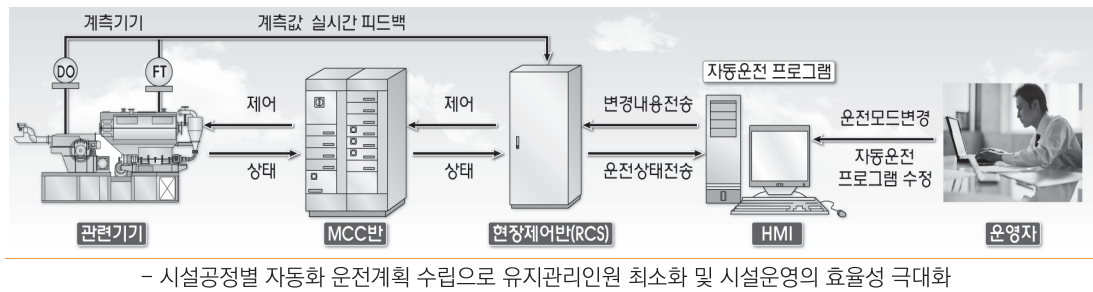 계측기기
계측값 실시간 피드백
DO
FT
자동운전 프로그램
제어
상태
제어
상태
변경내용전송
운전상태전송
운전모드변경
자동운전
프로그램 수정
관련기기
MCC반
현장제어반(RCS)
HMI
운영자
- 시설공정별 자동화 운전계획 수립으로 유지관리인원 최소화 및 시설운영의 효율성 극대화